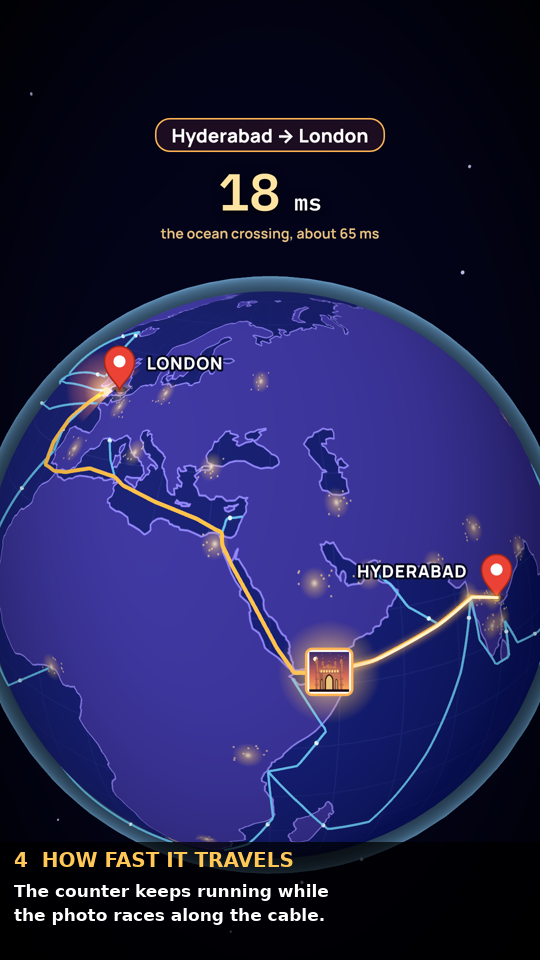 Hyderabad → London
18 ms
the ocean crossing, about 65 ms
LONDON
HYDERABAD
4 HOW FAST IT TRAVELS
The counter keeps running while
the photo races along the cable.